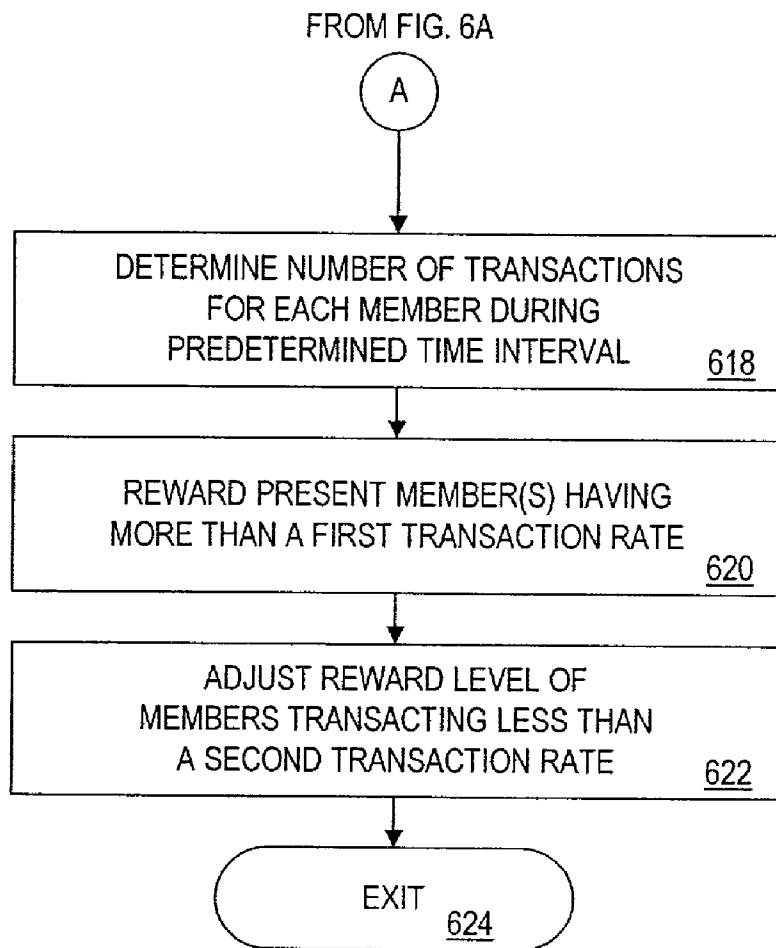 FROM FIG. 6A
A
DETERMINE NUMBER OF TRANSACTIONS
FOR EACH MEMBER DURING
PREDETERMINED TIME INTERVAL
618
REWARD PRESENT MEMBER(S) HAVING
MORE THAN A FIRST TRANSACTION RATE
620
ADJUST REWARD LEVEL OF
MEMBERS TRANSACTING LESS THAN
A SECOND TRANSACTION RATE
622
EXIT
624